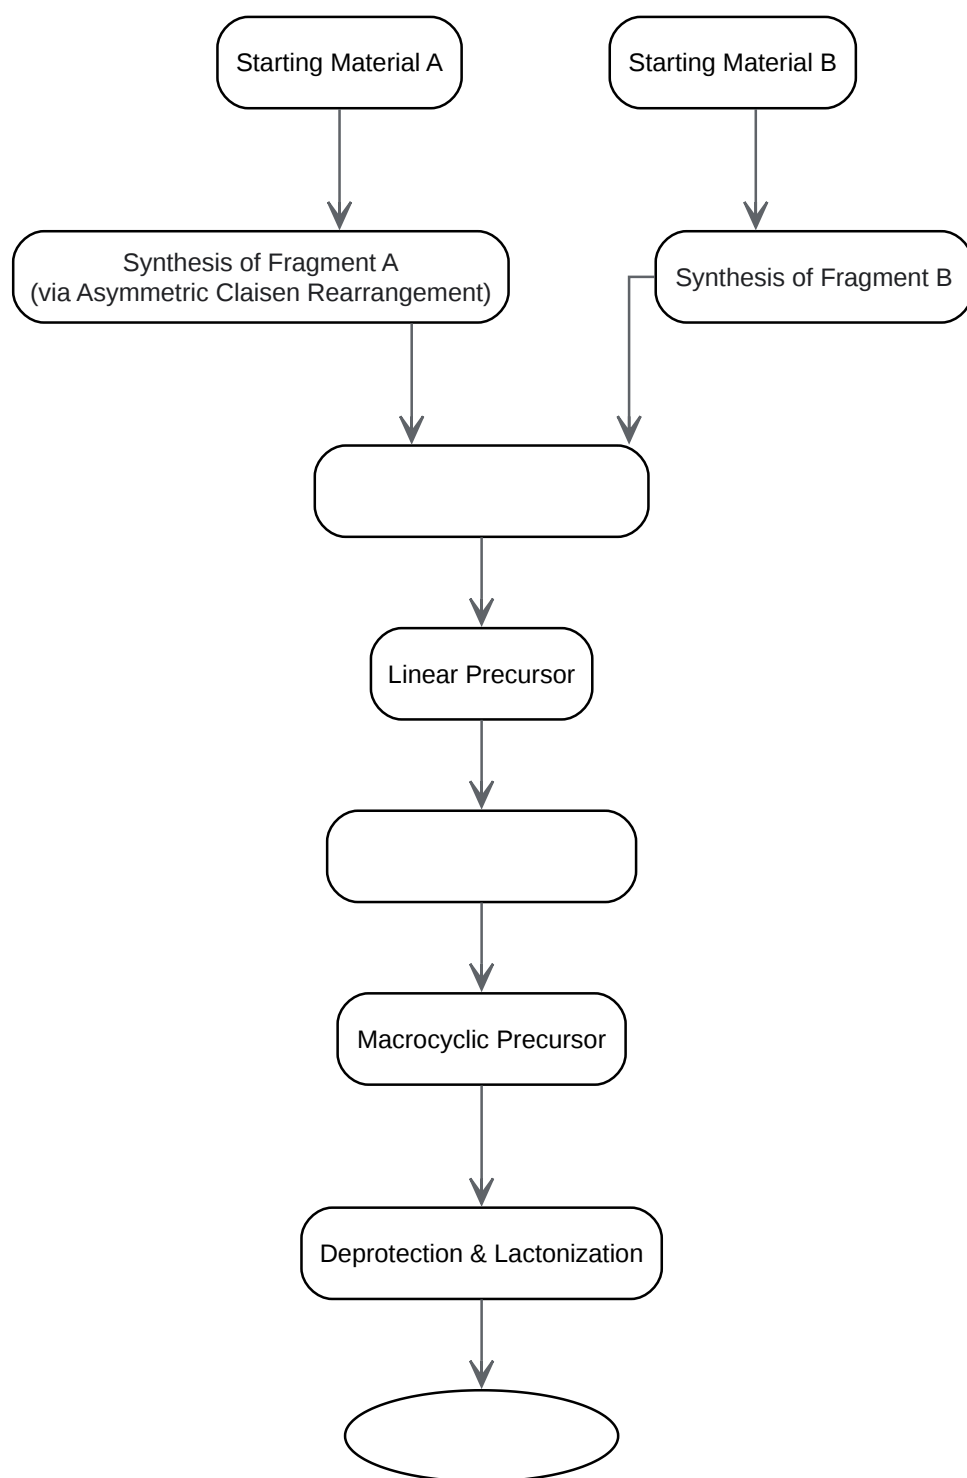 Starting Material A
Starting Material B
Synthesis of Fragment A
(via Asymmetric Claisen Rearrangement)
Synthesis of Fragment B
Linear Precursor
Macrocyclic Precursor
Deprotection & Lactonization